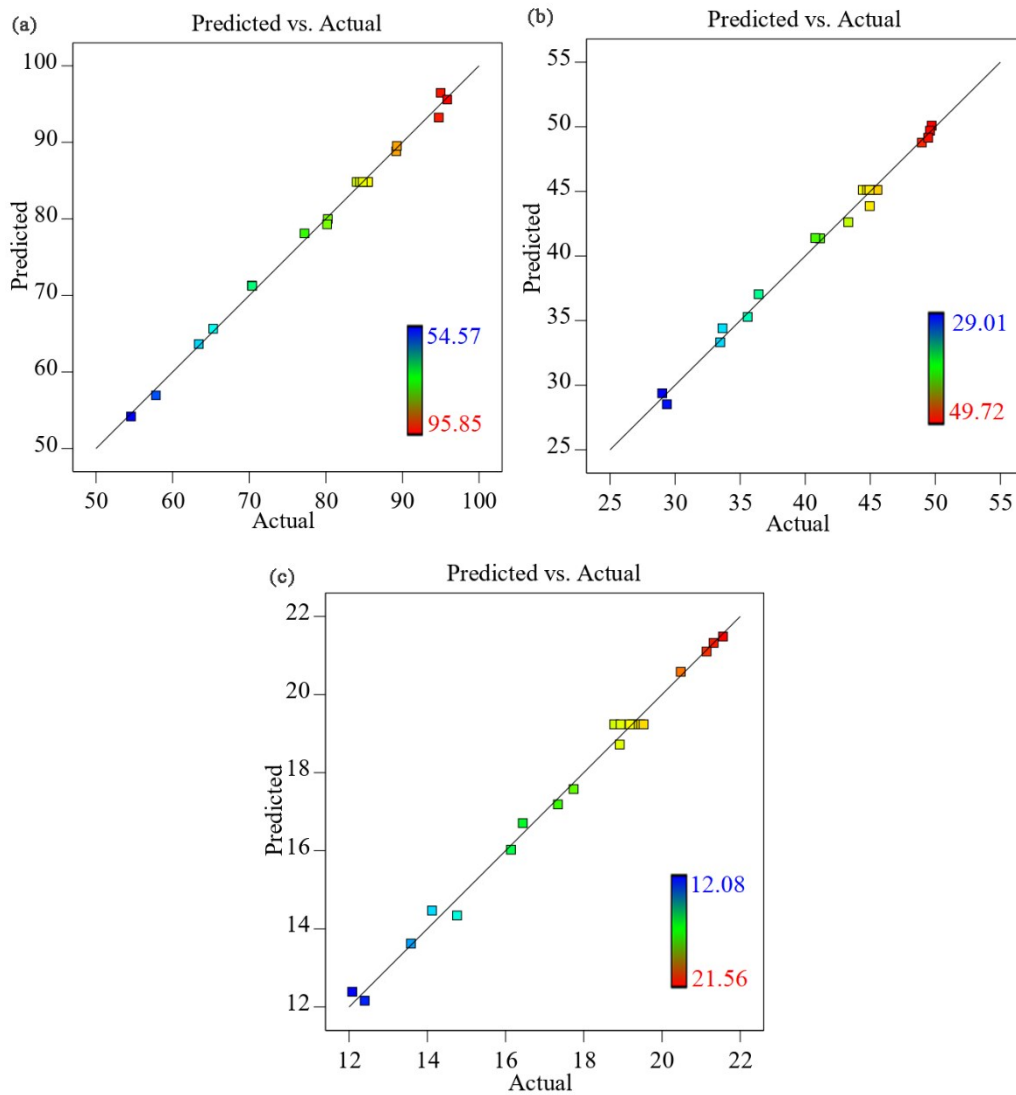 (a)
Predicted vs. Actual
100
90
80
70
60
50
Predicted
54.57
95.85
50 60 70 80 90 100
Actual
(b)
Predicted vs. Actual
55
50
45
40
35
30
25
Predicted
29.01
49.72
25 30 35 40 45 50 55
Actual
(c)
Predicted vs. Actual
22
20
18
16
14
12
Predicted
12.08
21.56
12 14 16 18 20 22
Actual